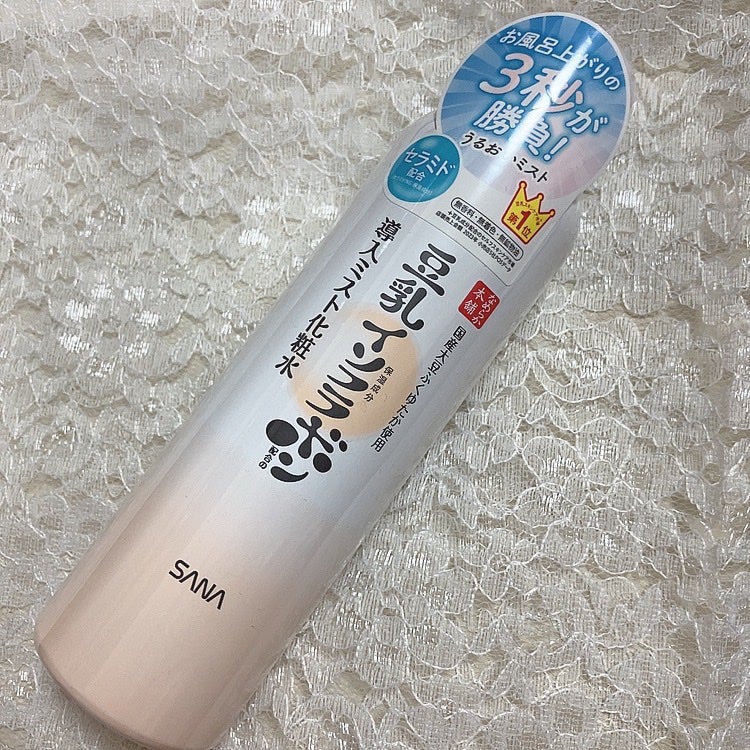 お風呂上がりの
3秒が
勝負!
うるおいミスト
セラミド
配合
第1位
無香料・無着色・無鉱物油
なめらか
本舗
国産大豆ふくゆたか使用
豆乳イソフラボン
保湿成分
配合の
導入ミスト化粧水
SANA